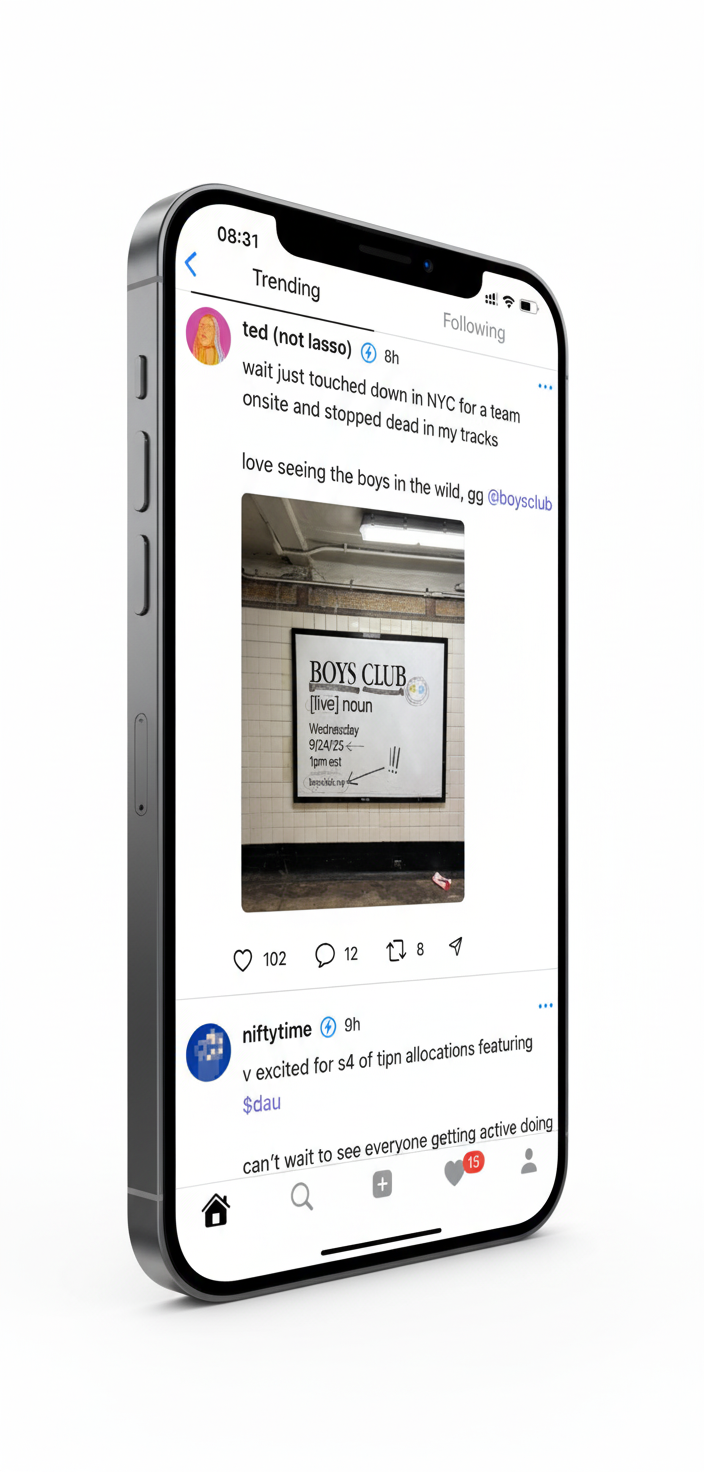 08:31
Trending
Following
ted (not lasso) 8h
wait just touched down in NYC for a team
onsite and stopped dead in my tracks
love seeing the boys in the wild, gg @boysclub
BOYS CLUB
[live] noun
Wednesday
9/24/25
1pm est
!!!
102 12 8
niftytime 9h
v excited for s4 of tipn allocations featuring
$dau
can't wait to see everyone getting active doing
15